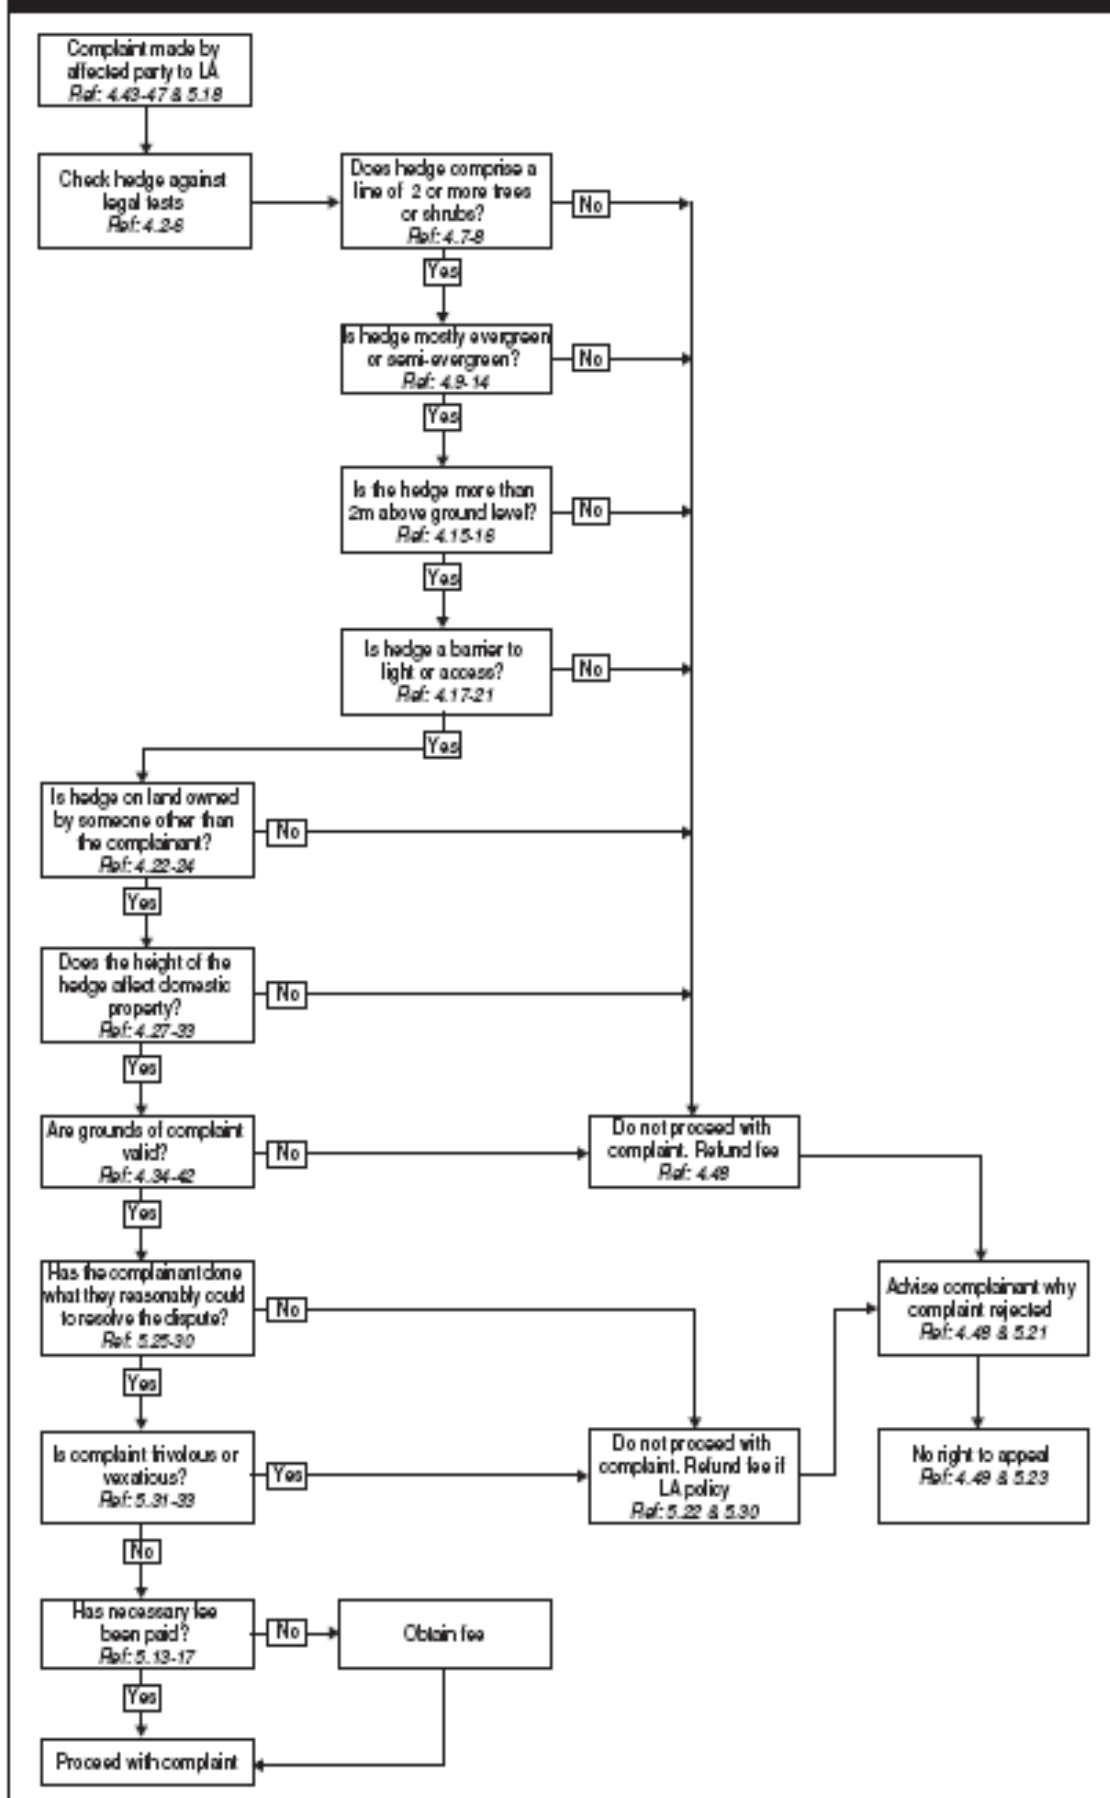 Complaint made by
affected party to LA
Ref: 4.43-47 & 5.18
Check hedge against
legal tests
Ref: 4.2-6
Does hedge comprise a
line of 2 or more trees
or shrubs?
Ref: 4.7-8
No
Yes
Is hedge mostly evergreen
or semi-evergreen?
Ref: 4.9-14
No
Yes
Is the hedge more than
2m above ground level?
Ref: 4.15-16
No
Yes
Is hedge a barrier to
light or access?
Ref: 4.17-21
No
Yes
Is hedge on land owned
by someone other than
the complainant?
Ref: 4.22-24
No
Yes
Does the height of the
hedge affect domestic
property?
Ref: 4.27-33
No
Yes
Are grounds of complaint
valid?
Ref: 4.34-42
No
Do not proceed with
complaint. Refund fee
Ref: 4.48
Yes
Has the complainant done
what they reasonably could
to resolve the dispute?
Ref: 5.25-30
No
Advise complainant why
complaint rejected
Ref: 4.48 & 5.21
Yes
Is complaint frivolous or
vexatious?
Ref: 5.31-33
Yes
Do not proceed with
complaint. Refund fee if
LA policy
Ref: 5.22 & 5.30
No right to appeal
Ref: 4.49 & 5.23
No
Has necessary fee
been paid?
Ref: 5.13-17
No
Obtain fee
Yes
Proceed with complaint